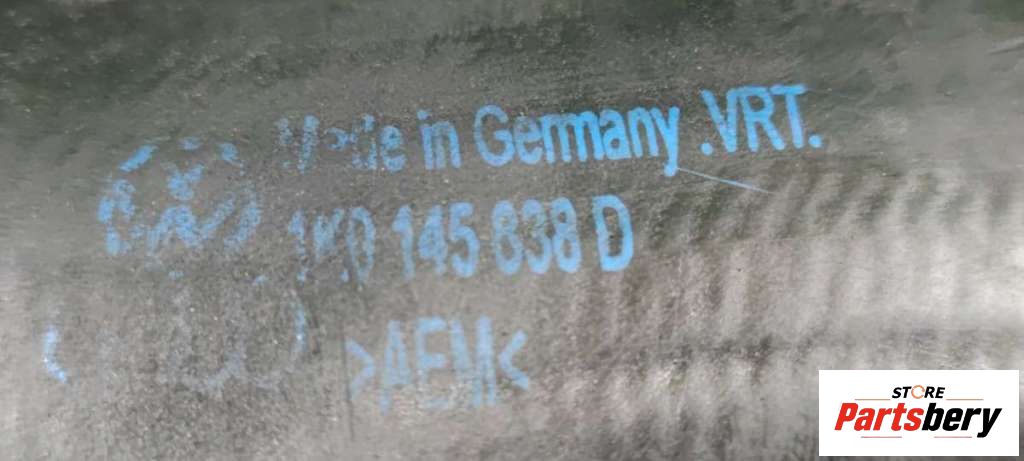 Made in Germany .VRT.
1K0 145 838 D
>AEM<
STORE
Partsbery